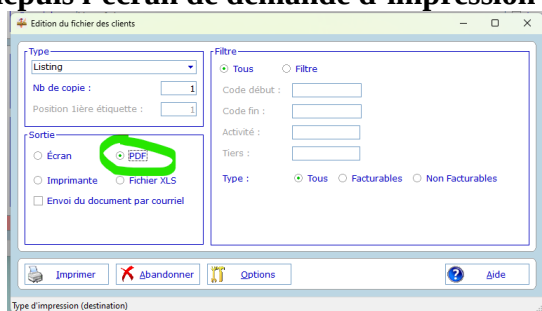 depuis l'écran de demande d'impression
Edition du fichier des clients
Type
Listing
Nb de copie : 1
Position 1ière étiquette : 1
Sortie
Écran PDF
Imprimante Fichier XLS
Envoi du document par courriel
Filtre
Tous Filtre
Code début :
Code fin :
Activité :
Tiers :
Type : Tous Facturables Non Facturables
Imprimer Abandonner Options Aide
Type d'impression (destination)